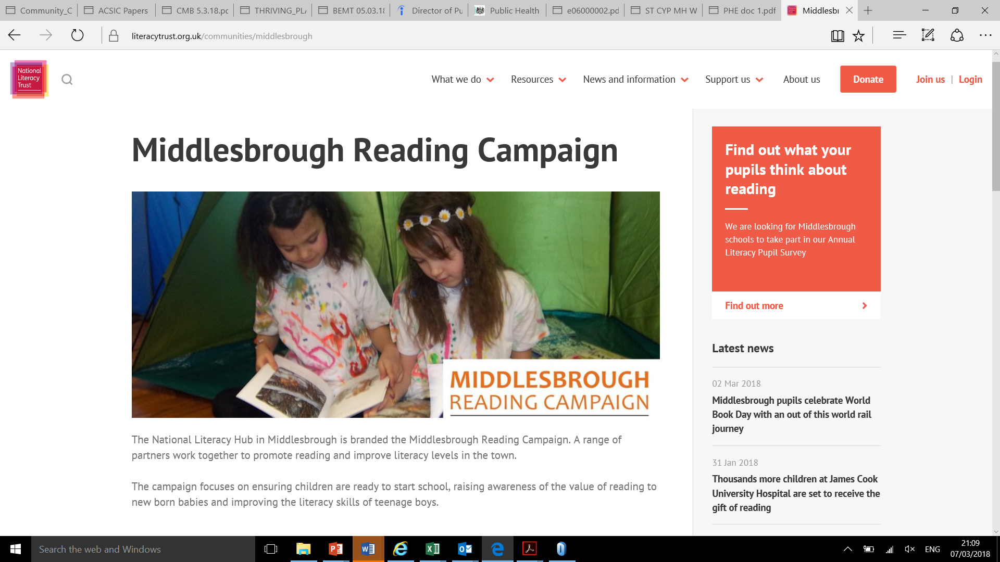 Community_C
ACSIC Papers
CMB 5.3.18.pd
THRIVING_PLA
BEMT 05.03.18
Director of Pu
Public Health
e06000002.pd
ST CYP MH W
PHE doc 1.pdf
Middlesbr
literacytrust.org.uk/communities/middlesbrough
National
Literacy
Trust
What we do
Resources
News and information
Support us
About us
Donate
Join us | Login
Middlesbrough Reading Campaign
MIDDLESBROUGH
READING CAMPAIGN
The National Literacy Hub in Middlesbrough is branded the Middlesbrough Reading Campaign. A range of
partners work together to promote reading and improve literacy levels in the town.
The campaign focuses on ensuring children are ready to start school, raising awareness of the value of reading to
new born babies and improving the literacy skills of teenage boys.
Find out what your
pupils think about
reading
We are looking for Middlesbrough
schools to take part in our Annual
Literacy Pupil Survey
Find out more
Latest news
02 Mar 2018
Middlesbrough pupils celebrate World
Book Day with an out of this world rail
journey
31 Jan 2018
Thousands more children at James Cook
University Hospital are set to receive the
gift of reading
Search the web and Windows
ENG
21:09
07/03/2018